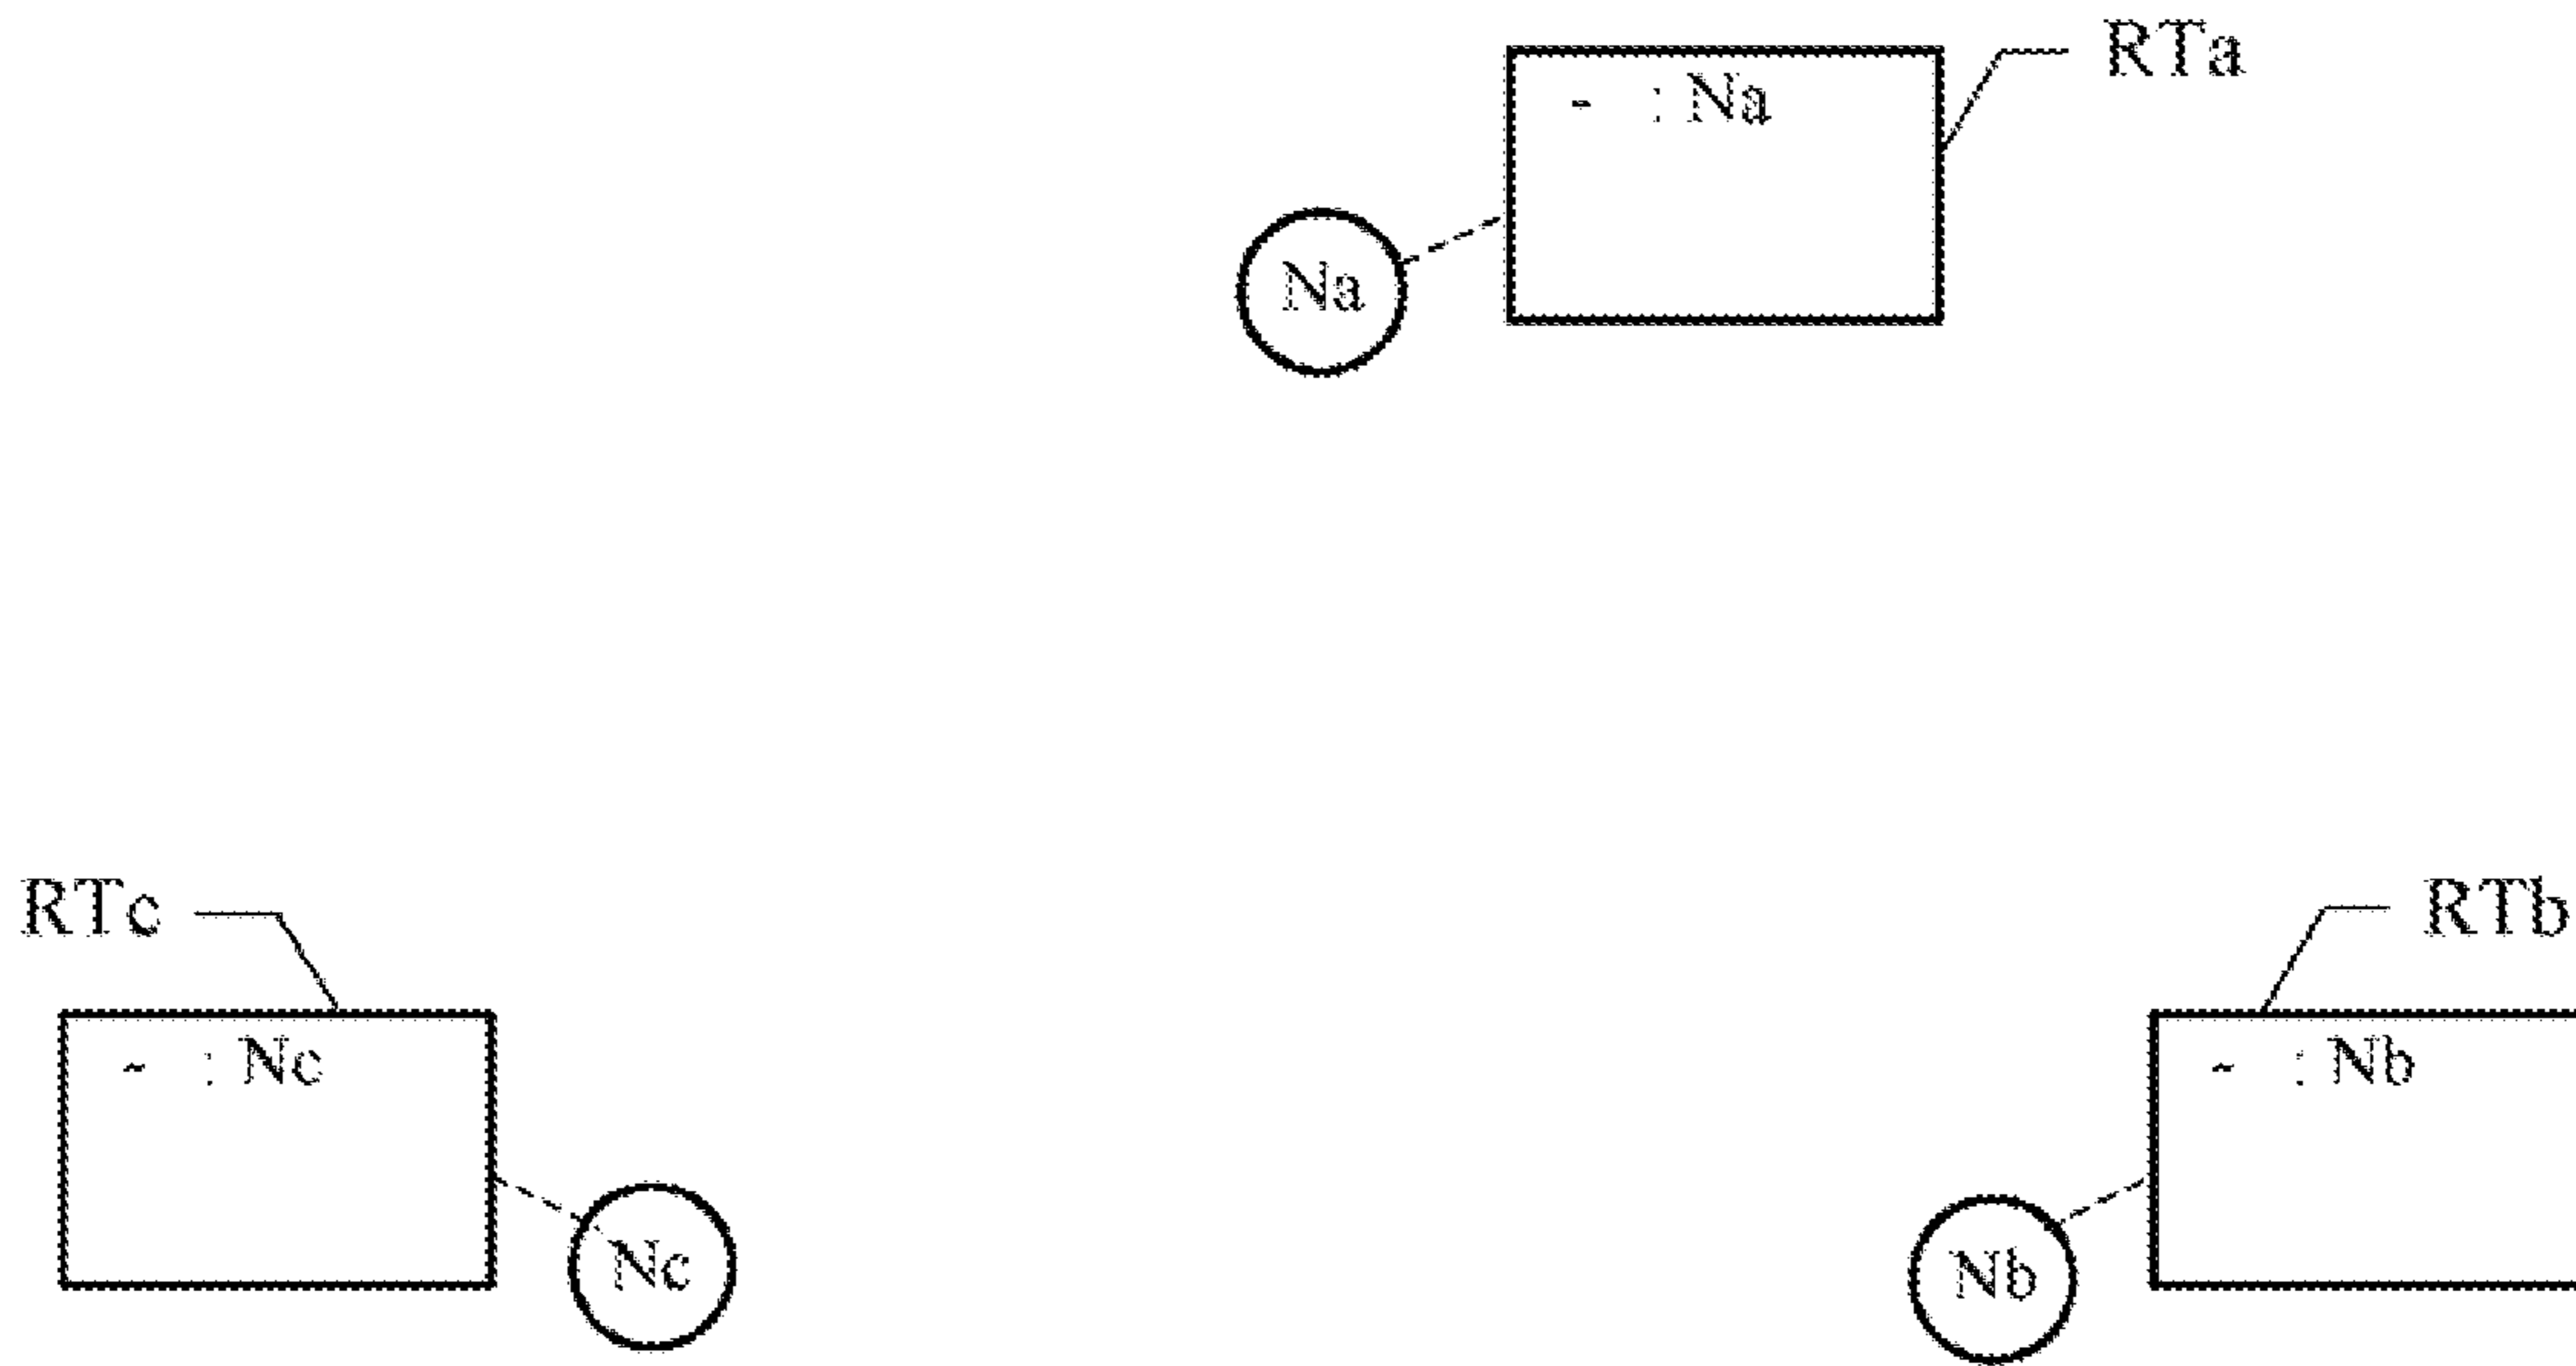 RTa
- : Na
Na
RTc
RTb
~ : Nc
~ : Nb
Nc
Nb